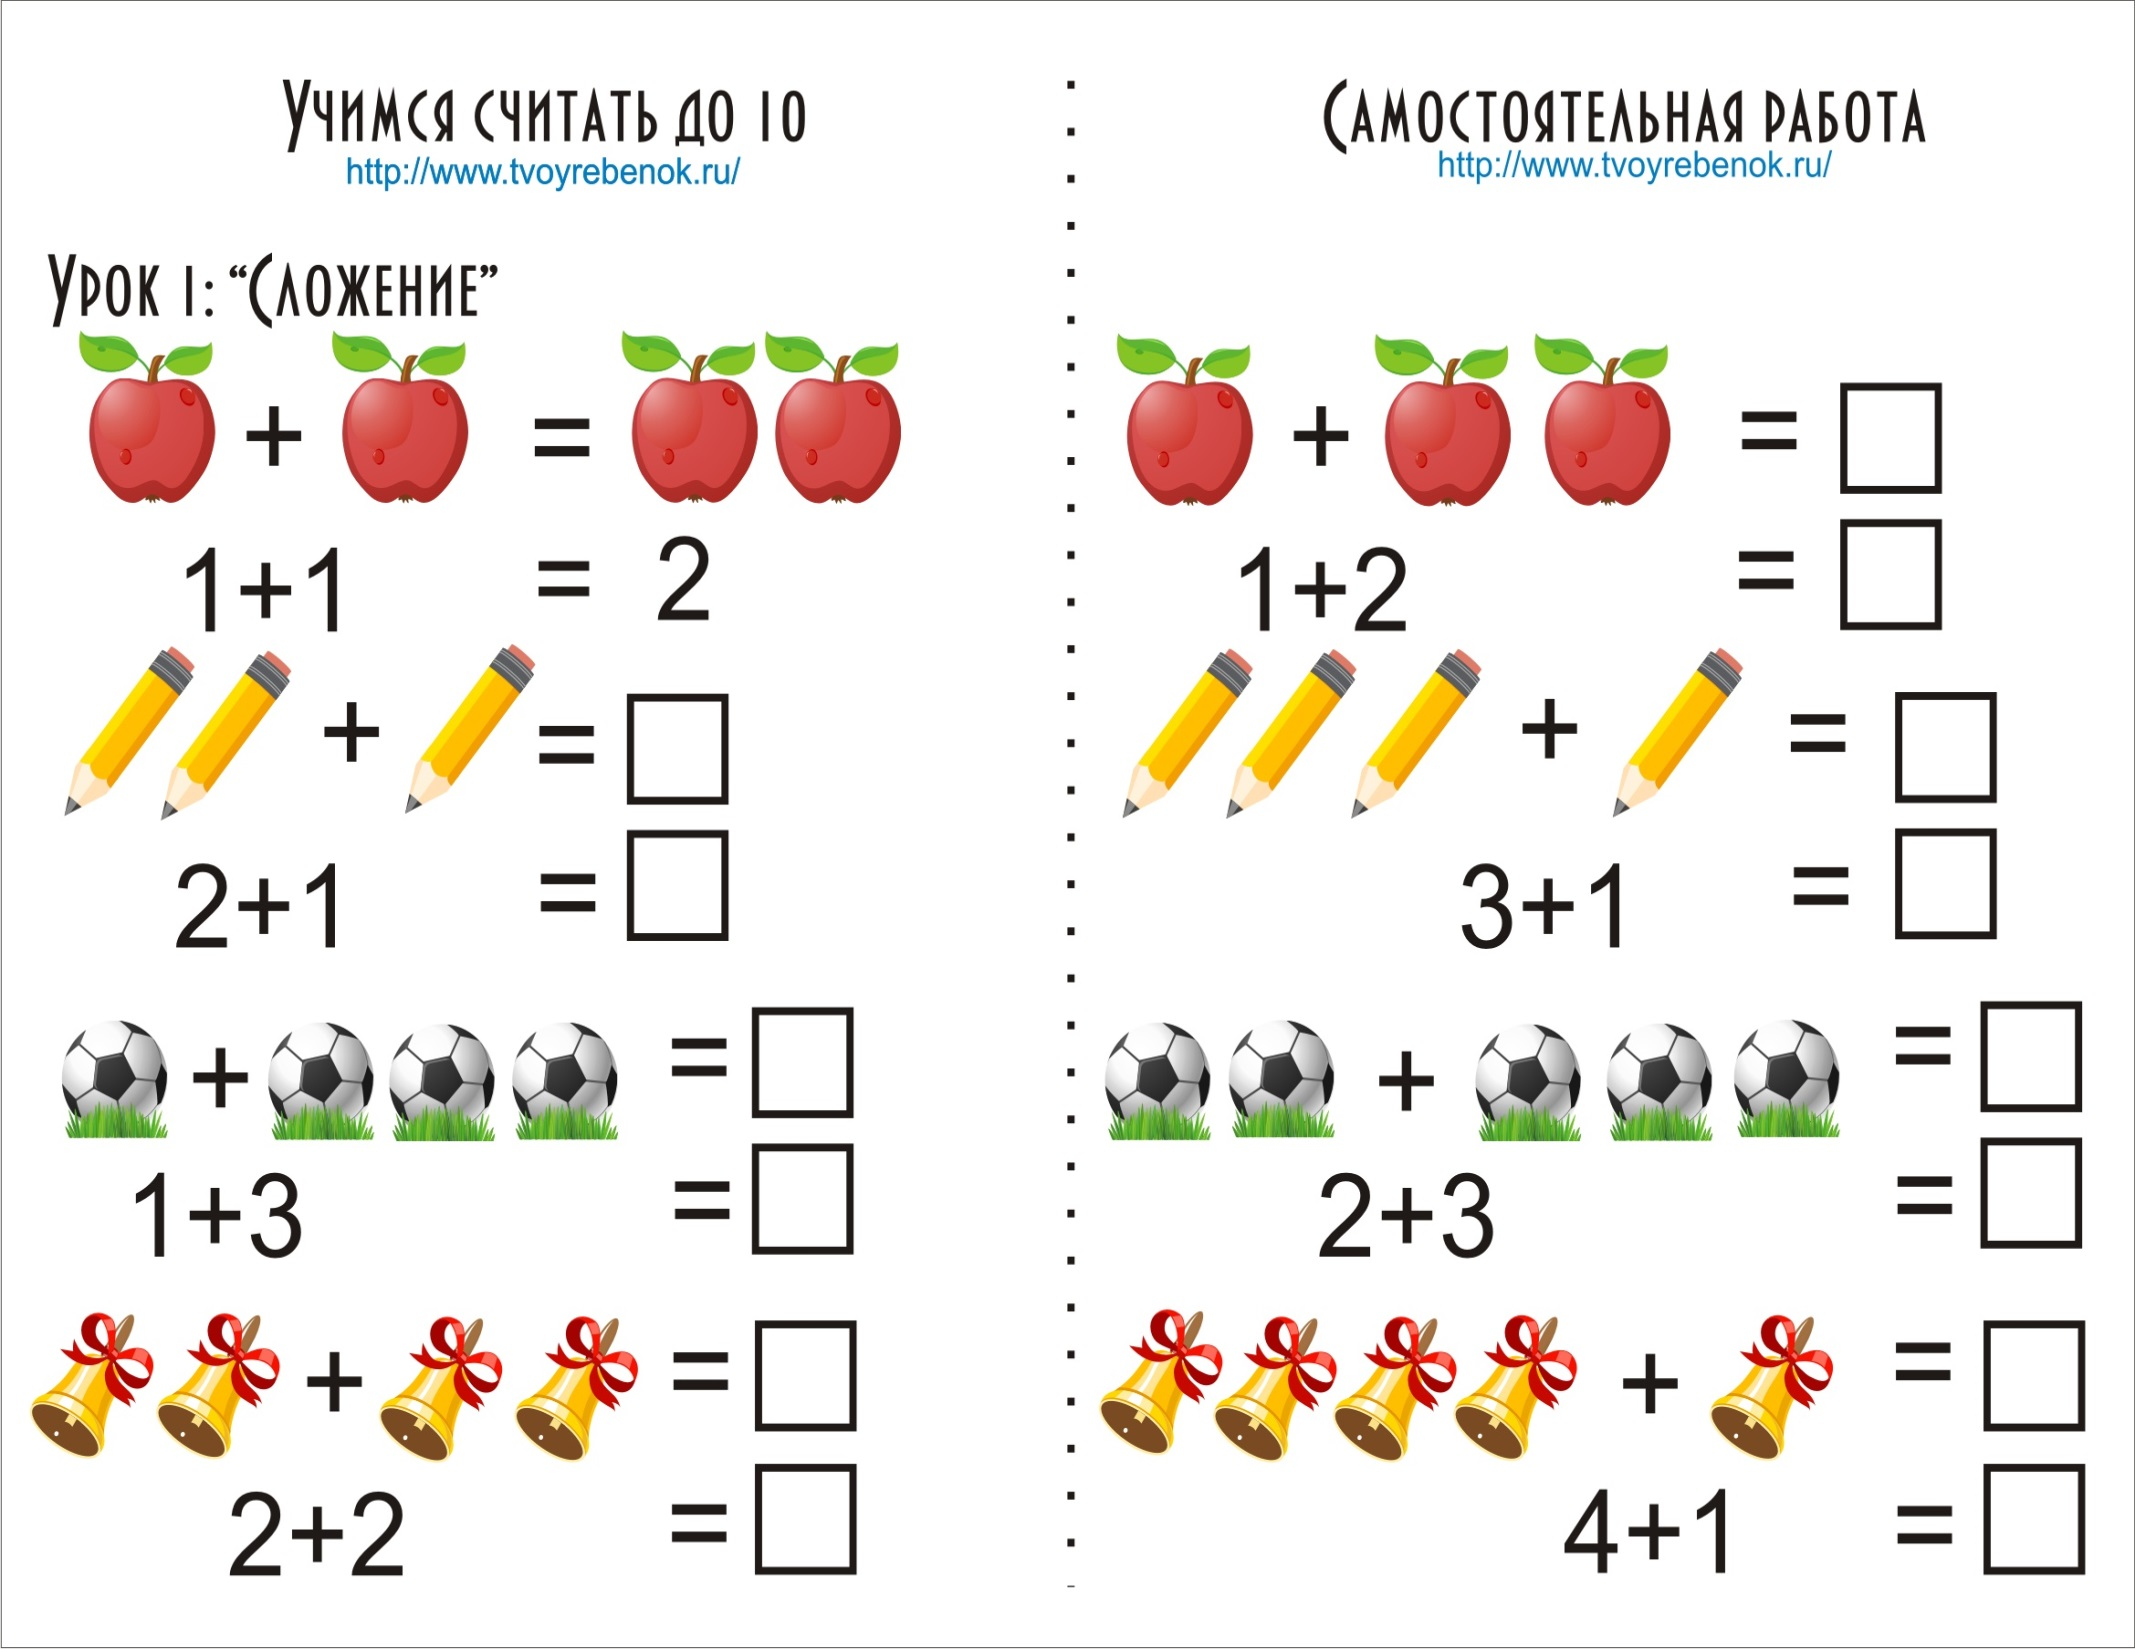 Учимся считать до 10
http://www.tvoyrebenok.ru/
Урок 1: “Сложение”
+ =
1+1 = 2
+ =
2+1 =
+ =
1+3 =
+ =
2+2 =
Самостоятельная работа
http://www.tvoyrebenok.ru/
+ =
1+2 =
+ =
3+1 =
+ =
2+3 =
+ =
4+1 =